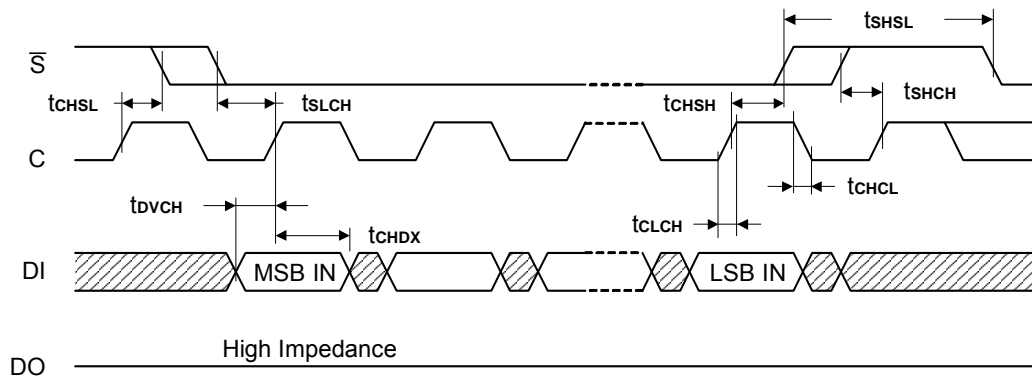 tSHSL
S̅
tCHSL
tSLCH
tCHSH
tSHCH
C
tDVCH
tCHDX
tCLCH
tCHCL
DI
MSB IN
LSB IN
High Impedance
DO